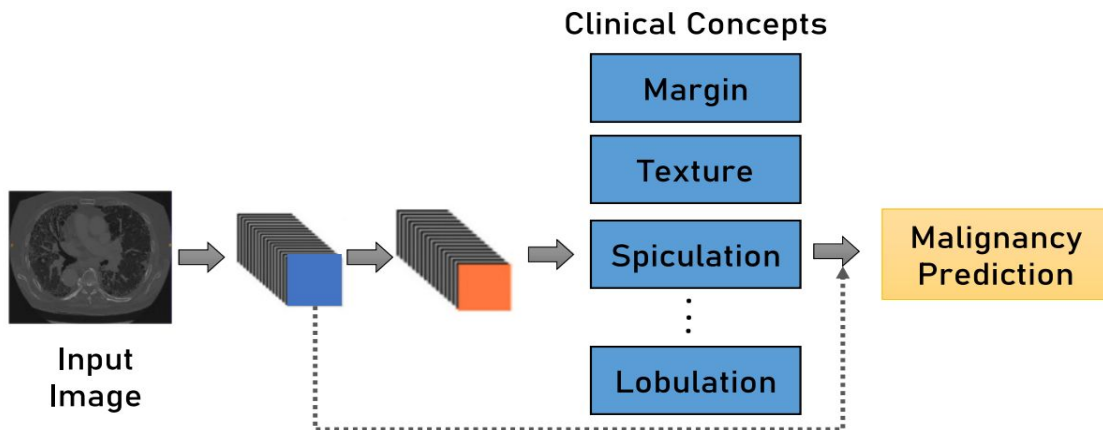 Clinical Concepts
Margin
Texture
Spiculation
⋮
Lobulation
Input
Image
Malignancy
Prediction